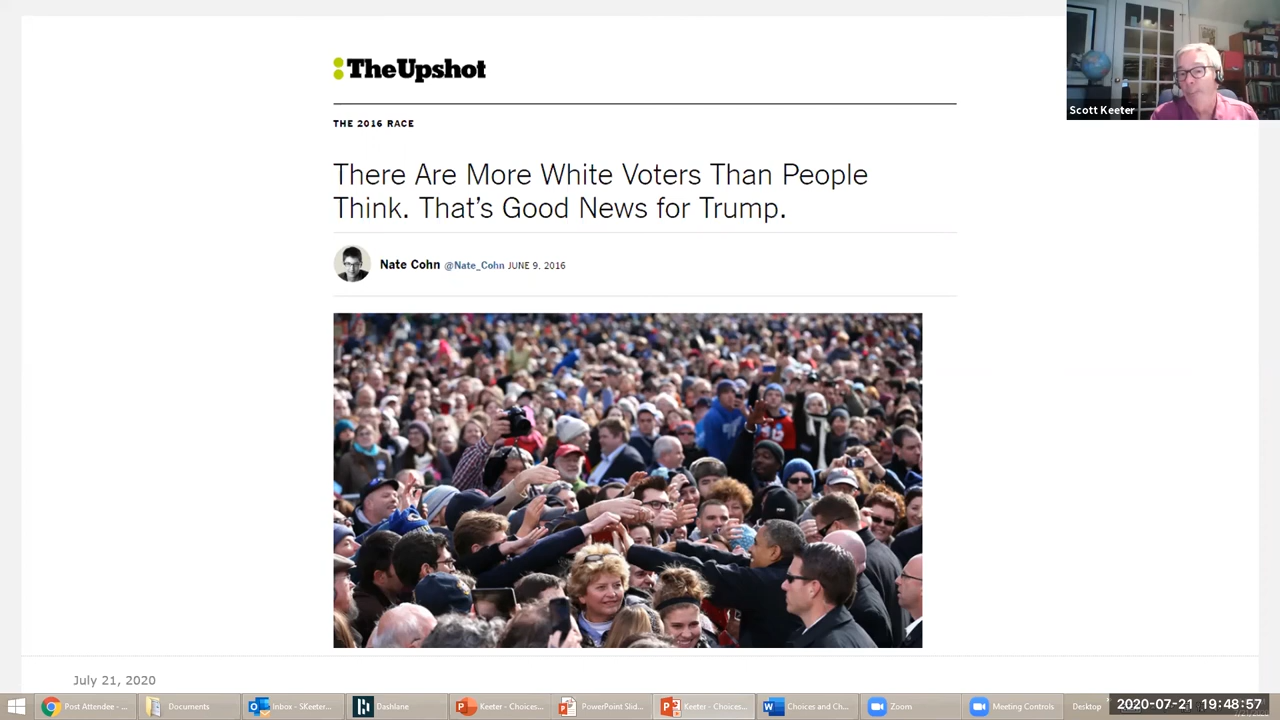 TheUpshot
Scott Keeter
THE 2016 RACE
There Are More White Voters Than People
Think. That’s Good News for Trump.
Nate Cohn @Nate_Cohn JUNE 9, 2016
July 21, 2020
Post Attendee - ...
Documents
Inbox - SKeeter...
Dashlane
Keeter - Choices...
PowerPoint Slid...
Keeter - Choices...
Choices and Ch...
Zoom
Meeting Controls
Desktop
2020-07-21 19:48:57